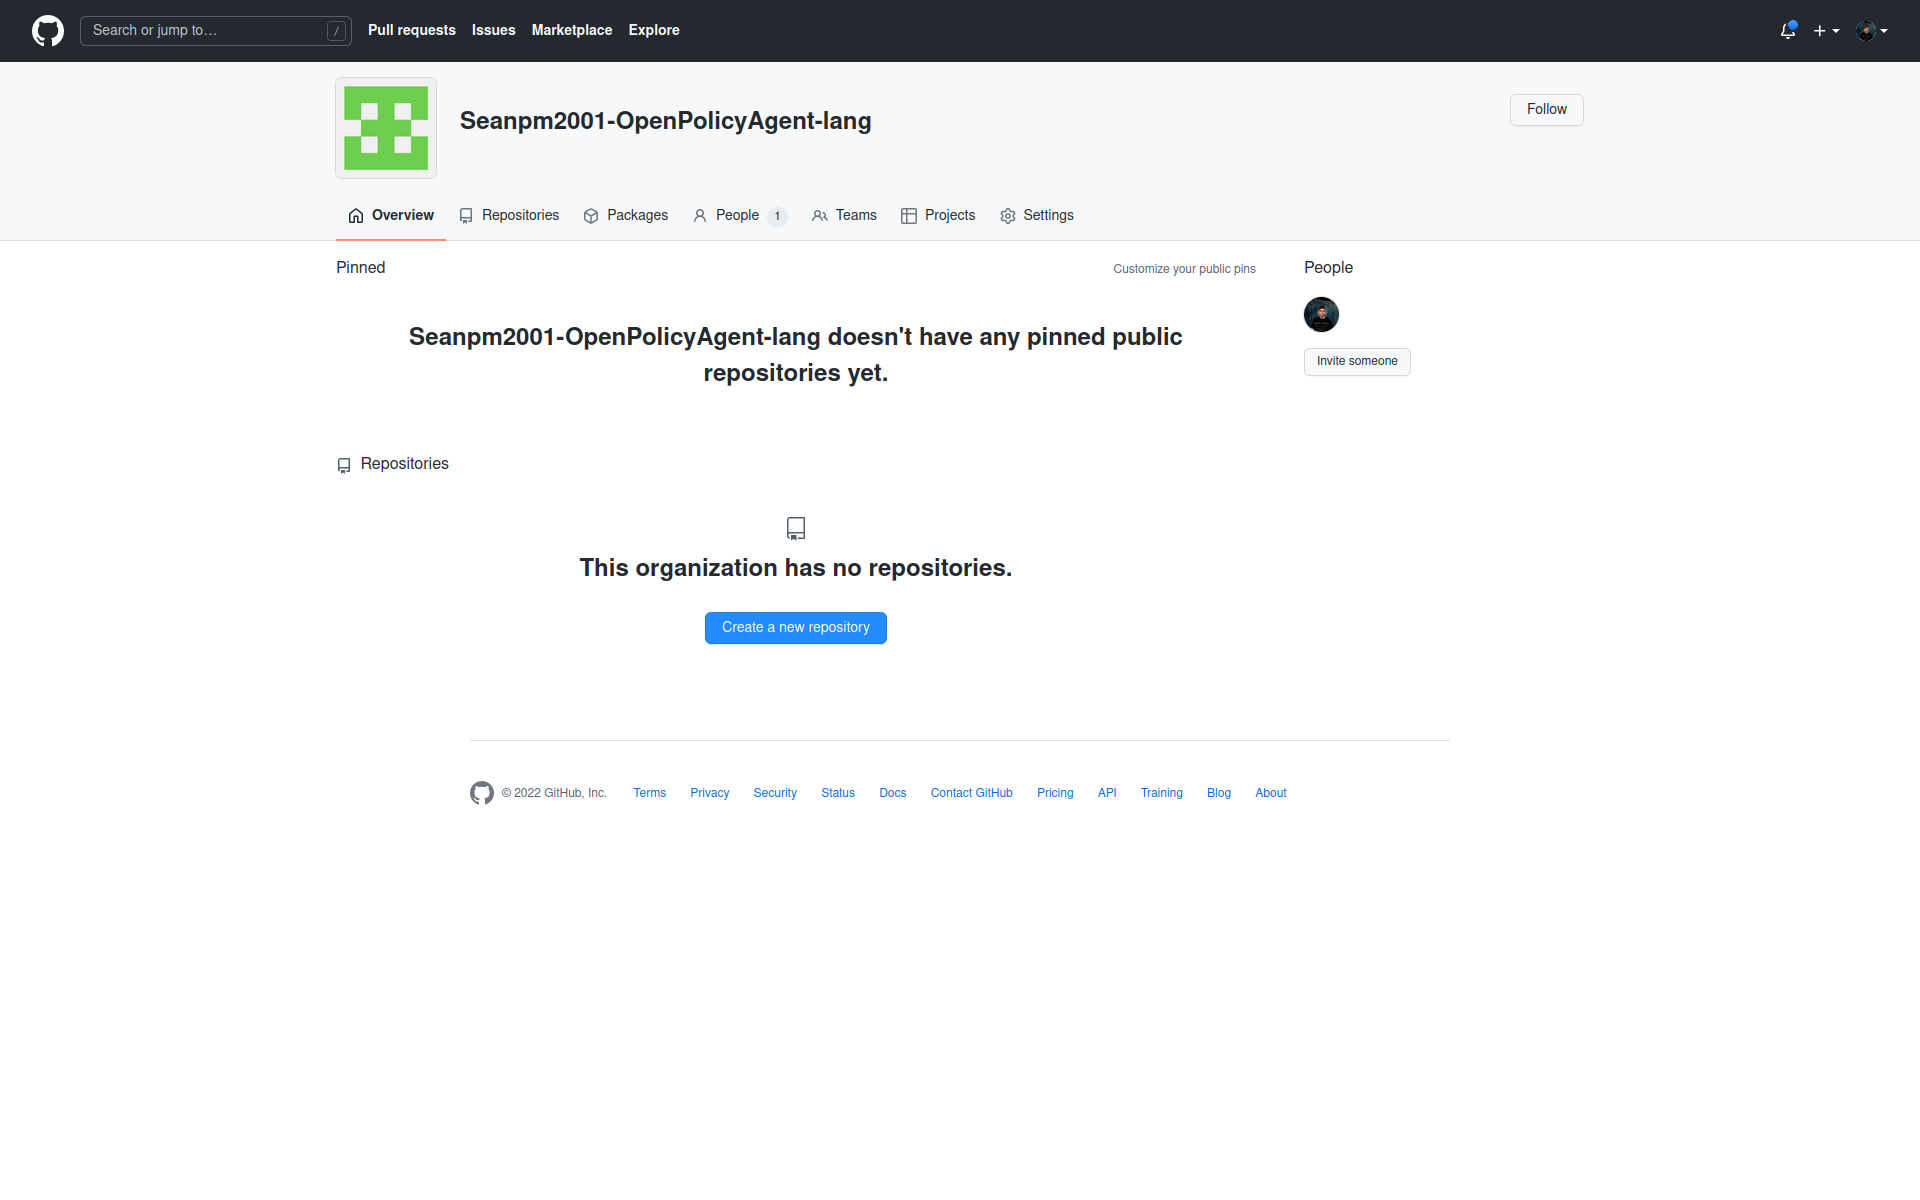 Search or jump to…
/
Pull requests
Issues
Marketplace
Explore
Seanpm2001-OpenPolicyAgent-lang
Follow
Overview
Repositories
Packages
People 1
Teams
Projects
Settings
Pinned
Customize your public pins
Seanpm2001-OpenPolicyAgent-lang doesn't have any pinned public
repositories yet.
People
Invite someone
Repositories
This organization has no repositories.
Create a new repository
© 2022 GitHub, Inc.
Terms
Privacy
Security
Status
Docs
Contact GitHub
Pricing
API
Training
Blog
About